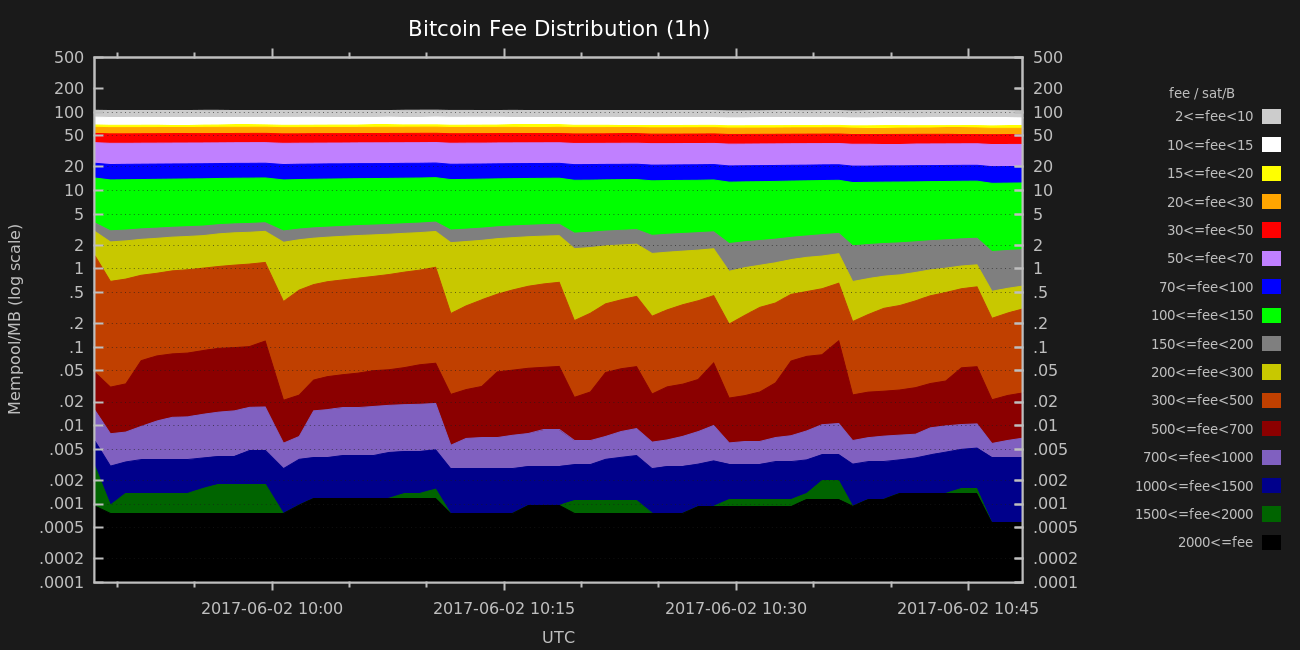 Bitcoin Fee Distribution (1h)
500
200
100
50
20
10
5
2
1
.5
.2
.1
.05
.02
.01
.005
.002
.001
.0005
.0002
.0001
Mempool/MB (log scale)
500
200
100
50
20
10
5
2
1
.5
.2
.1
.05
.02
.01
.005
.002
.001
.0005
.0002
.0001
2017-06-02 10:00
2017-06-02 10:15
2017-06-02 10:30
2017-06-02 10:45
UTC
fee / sat/B
2<=fee<10
10<=fee<15
15<=fee<20
20<=fee<30
30<=fee<50
50<=fee<70
70<=fee<100
100<=fee<150
150<=fee<200
200<=fee<300
300<=fee<500
500<=fee<700
700<=fee<1000
1000<=fee<1500
1500<=fee<2000
2000<=fee